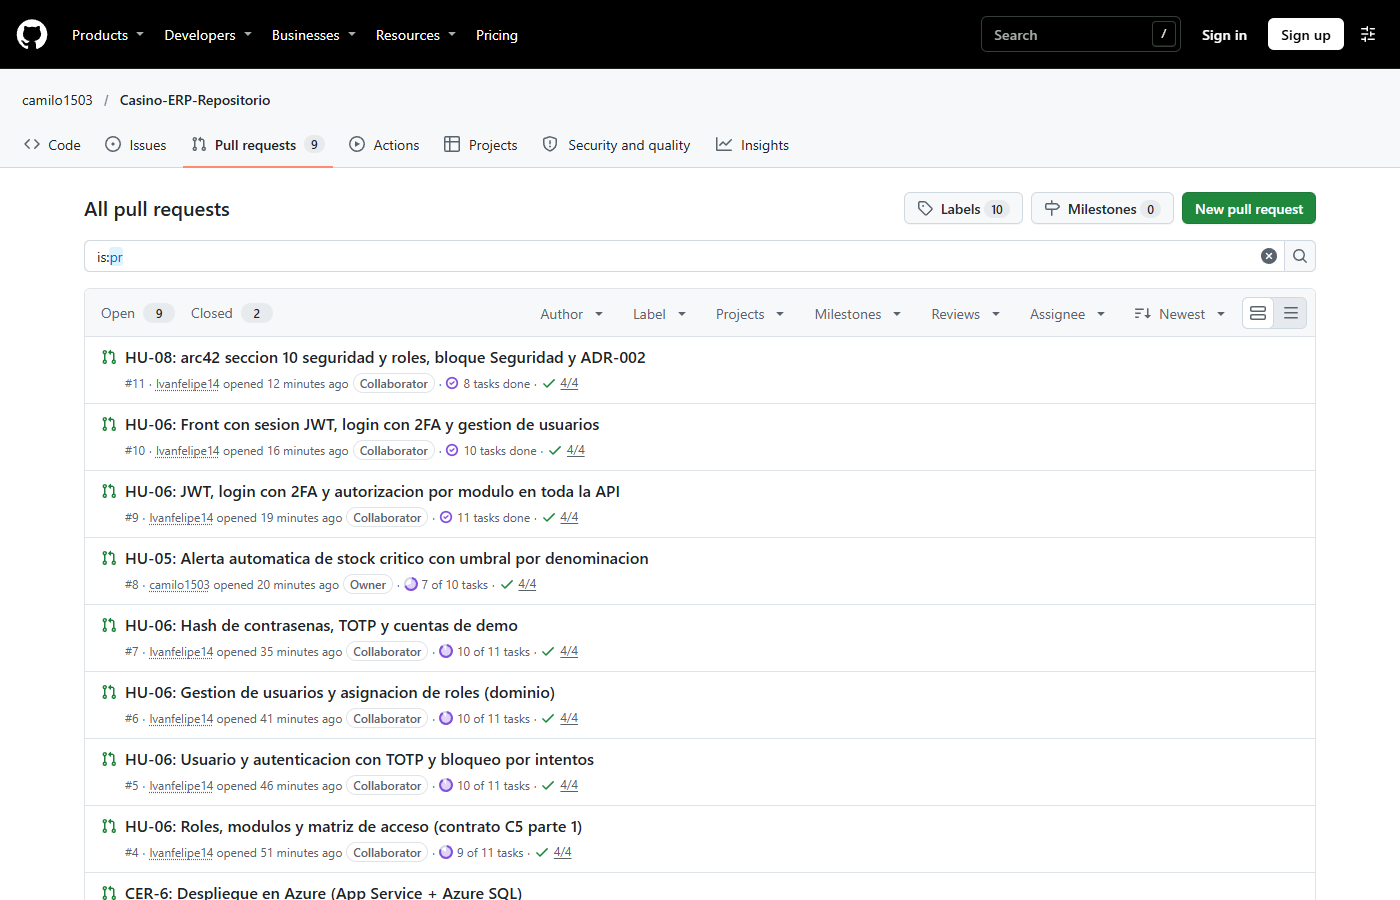 Products
Developers
Businesses
Resources
Pricing
Search /
Sign in
Sign up
camilo1503 / Casino-ERP-Repositorio
Code
Issues
Pull requests 9
Actions
Projects
Security and quality
Insights
All pull requests
Labels 10
Milestones 0
New pull request
is:pr
Open 9
Closed 2
Author
Label
Projects
Milestones
Reviews
Assignee
Newest
HU-08: arc42 seccion 10 seguridad y roles, bloque Seguridad y ADR-002
#11 · Ivanfelipe14 opened 12 minutes ago Collaborator · 8 tasks done · 4/4
HU-06: Front con sesion JWT, login con 2FA y gestion de usuarios
#10 · Ivanfelipe14 opened 16 minutes ago Collaborator · 10 tasks done · 4/4
HU-06: JWT, login con 2FA y autorizacion por modulo en toda la API
#9 · Ivanfelipe14 opened 19 minutes ago Collaborator · 11 tasks done · 4/4
HU-05: Alerta automatica de stock critico con umbral por denominacion
#8 · camilo1503 opened 20 minutes ago Owner · 7 of 10 tasks · 4/4
HU-06: Hash de contrasenas, TOTP y cuentas de demo
#7 · Ivanfelipe14 opened 35 minutes ago Collaborator · 10 of 11 tasks · 4/4
HU-06: Gestion de usuarios y asignacion de roles (dominio)
#6 · Ivanfelipe14 opened 41 minutes ago Collaborator · 10 of 11 tasks · 4/4
HU-06: Usuario y autenticacion con TOTP y bloqueo por intentos
#5 · Ivanfelipe14 opened 46 minutes ago Collaborator · 10 of 11 tasks · 4/4
HU-06: Roles, modulos y matriz de acceso (contrato C5 parte 1)
#4 · Ivanfelipe14 opened 51 minutes ago Collaborator · 9 of 11 tasks · 4/4
CER-6: Despliegue en Azure (App Service + Azure SQL)